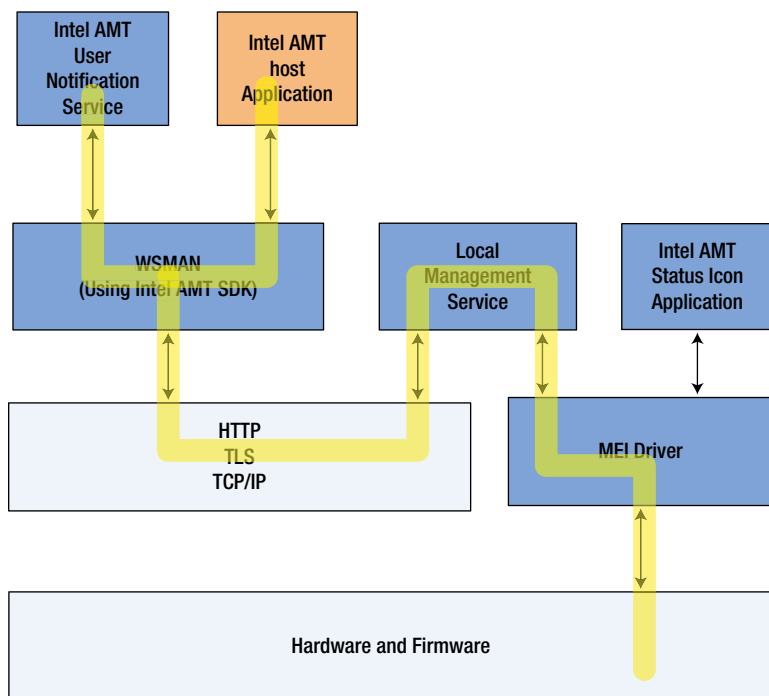 Intel AMT
User
Notification
Service
Intel AMT
host
Application
WSMAN
(Using Intel AMT SDK)
Local
Management
Service
Intel AMT
Status Icon
Application
HTTP
TLS
TCP/IP
MEI Driver
Hardware and Firmware